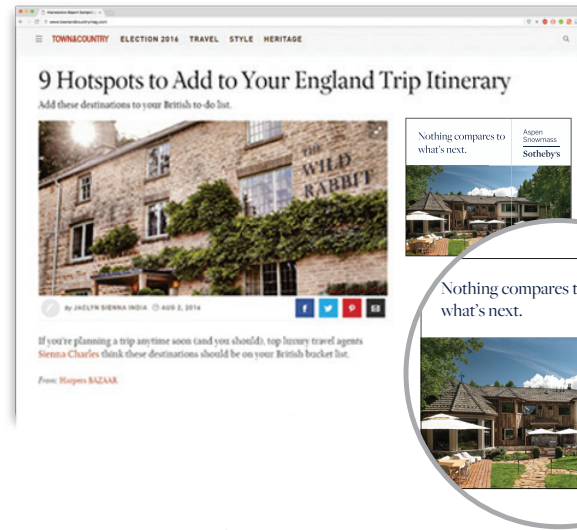 www.townandcountrymag.com
TOWN&COUNTRY ELECTION 2016 TRAVEL STYLE HERITAGE
9 Hotspots to Add to Your England Trip Itinerary
Add these destinations to your British to-do list.
THE
WILD
RABBIT
By JACLYN SIENNA INDIA AUG 2, 2016
If you're planning a trip anytime soon (and you should), top luxury travel agents
Sienna Charles think these destinations should be on your British bucket list.
From: Harpers BAZAAR
Nothing compares to
what's next.
Aspen
Snowmass
Sotheby's
Nothing compares t
what's next.